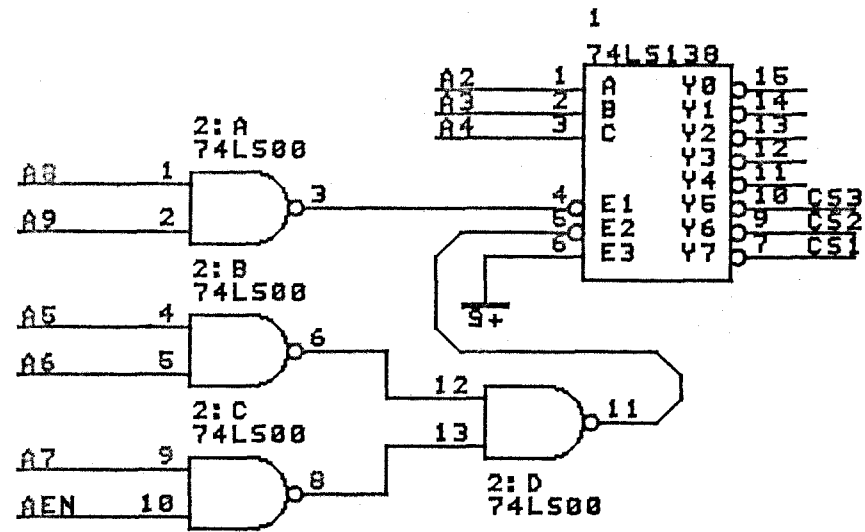 1
74LS138
A2 1 A Y0 15
A3 2 B Y1 14
A4 3 C Y2 13
Y3 12
Y4 11
4 E1 Y5 10 CS3
5 E2 Y6 9 CS2
6 E3 Y7 7 CS1
+5
2:A
74LS00
A8 1
3
A9 2
2:B
74LS00
A5 4
6
A6 5
2:C
74LS00
A7 9
8
AEN 10
12
11
13
2:D
74LS00